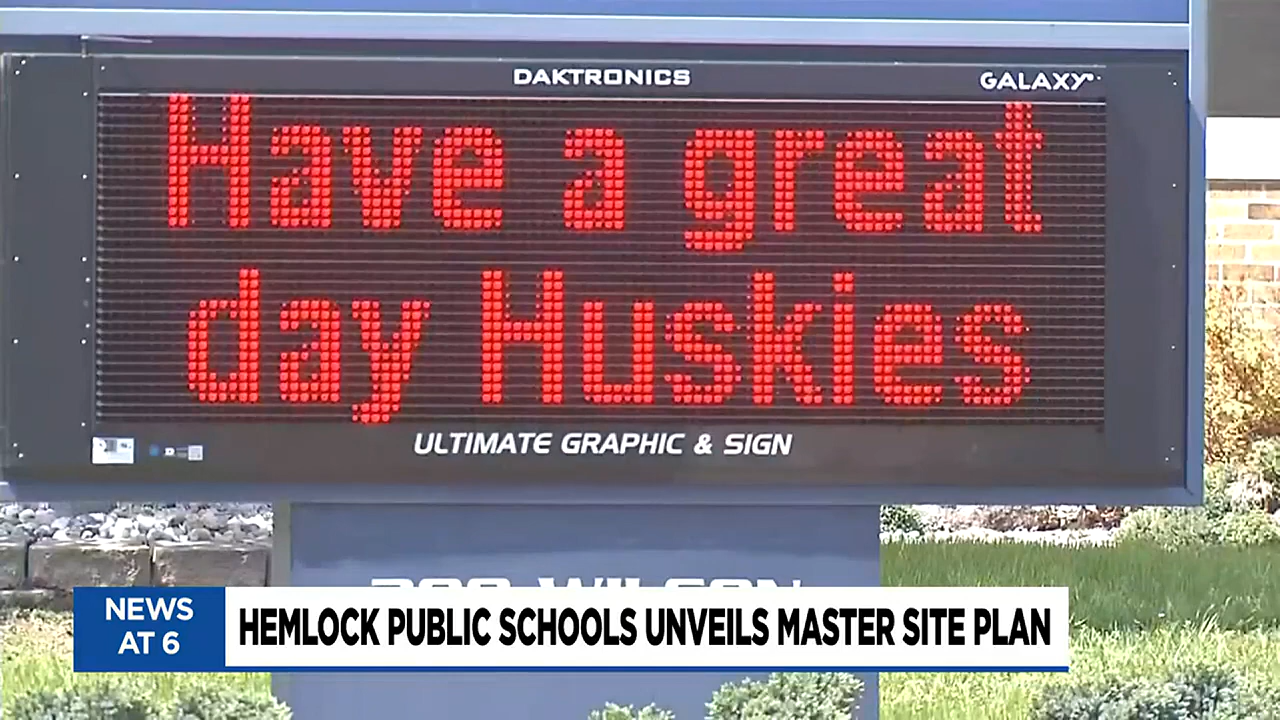 DAKTRONICS
GALAXY
Have a great
day Huskies
ULTIMATE GRAPHIC & SIGN
NEWS
AT 6
HEMLOCK PUBLIC SCHOOLS UNVEILS MASTER SITE PLAN